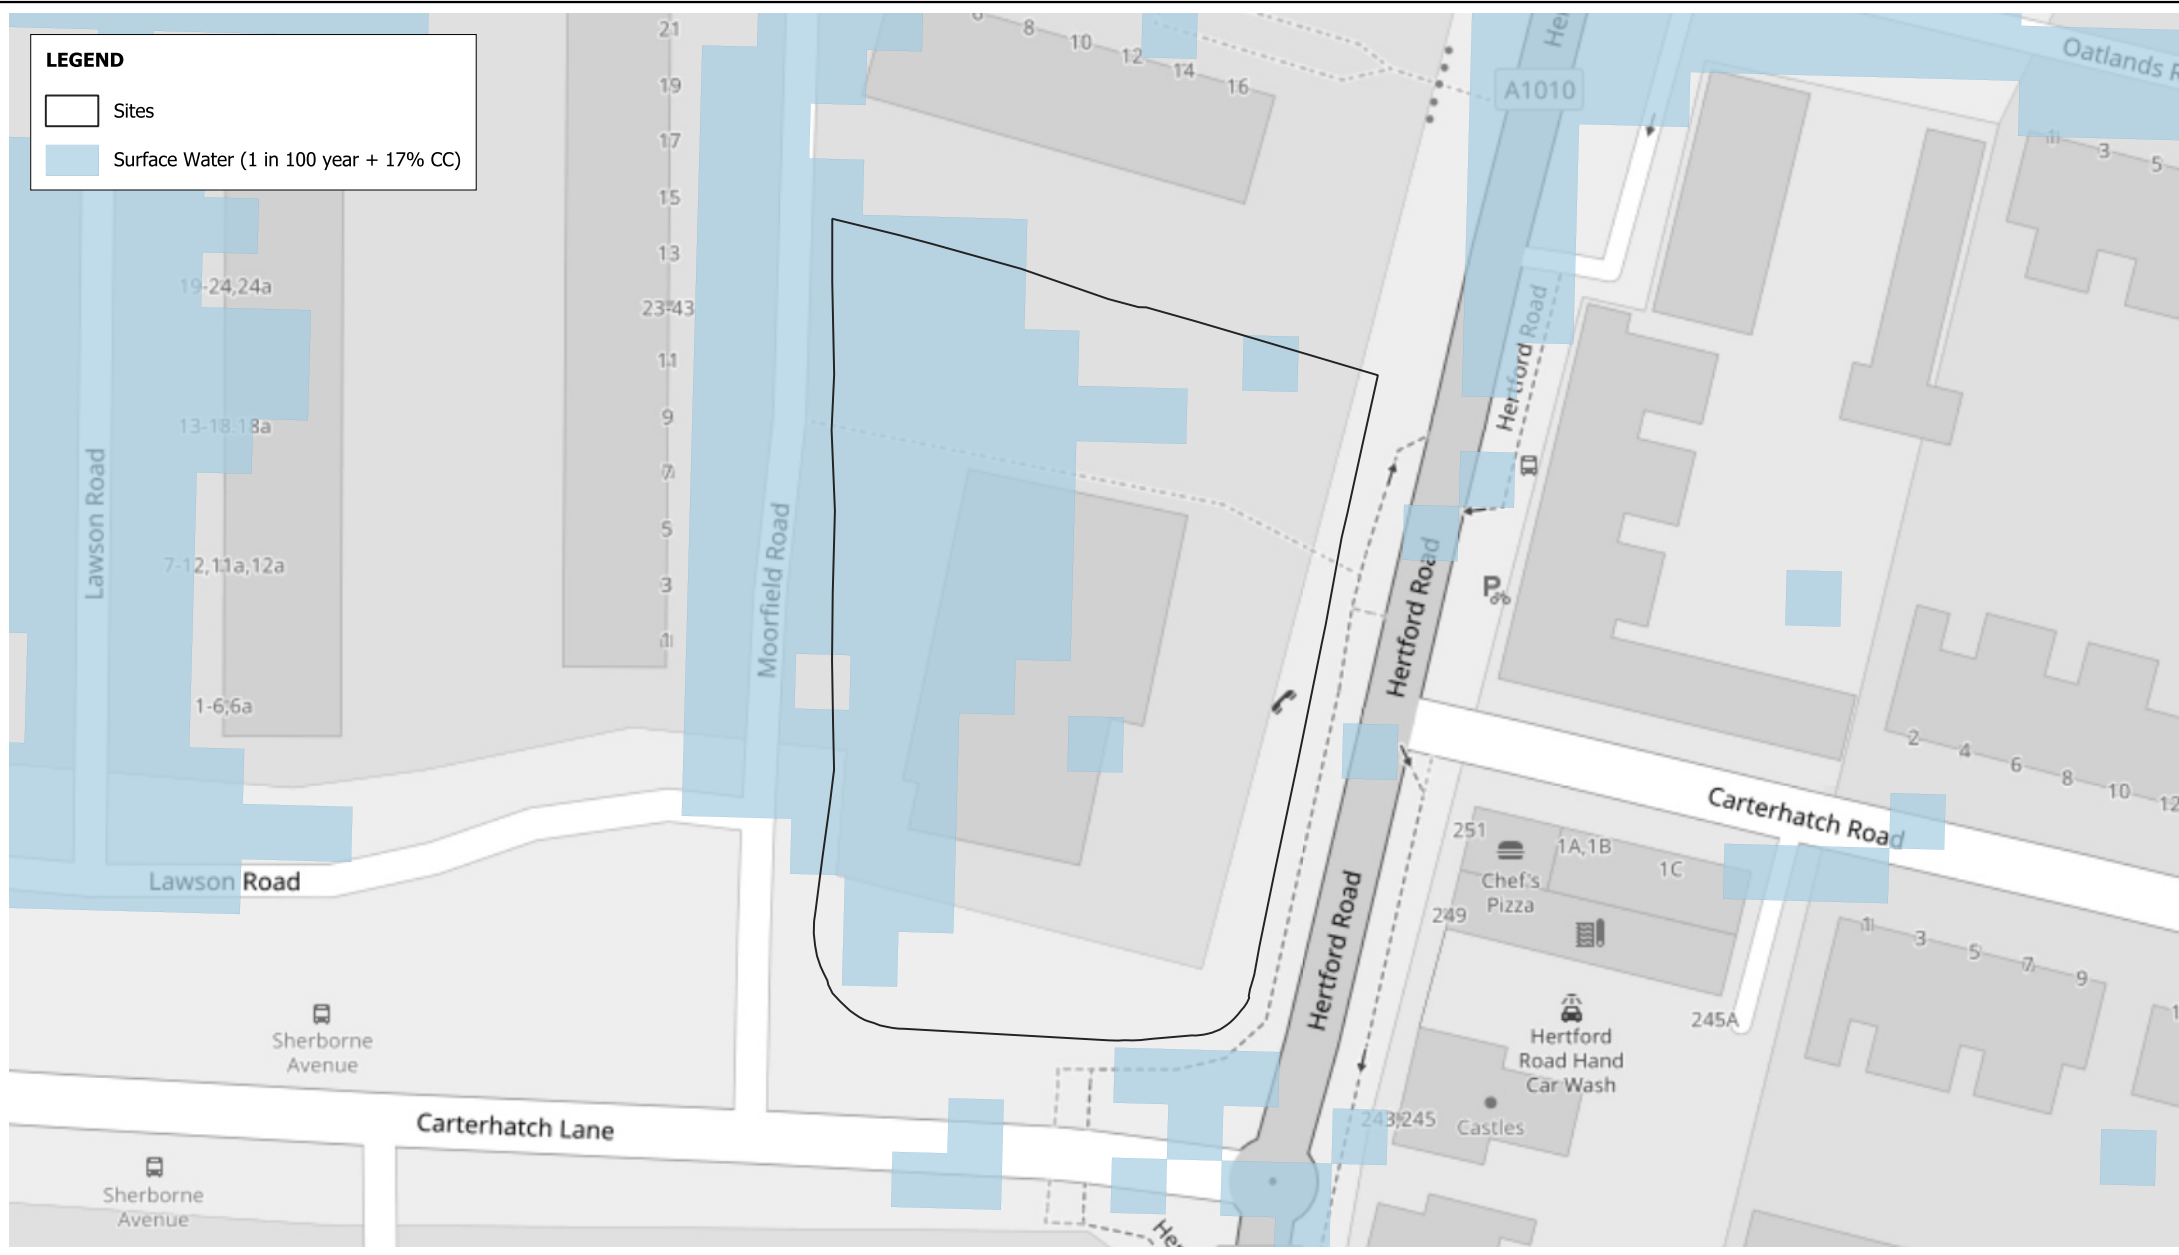 LEGEND
Sites
Surface Water (1 in 100 year + 17% CC)
21
19
17
15
13
23-43
11
9
7
5
3
1
8
10
12
14
16
A1010
Oatlands R
1
3
5
19-24,24a
13-18,18a
7-12,11a,12a
1-6,6a
Lawson Road
Moorfield Road
Hertford Road
Hertford Road
Hertford Road
Lawson Road
P
2
4
6
8
10
12
Carterhatch Road
251
1A,1B
1C
Chef's
Pizza
249
1
3
5
7
9
245A
Hertford
Road Hand
Car Wash
243,245
Castles
Sherborne
Avenue
Carterhatch Lane
Sherborne
Avenue
Her
Her
1